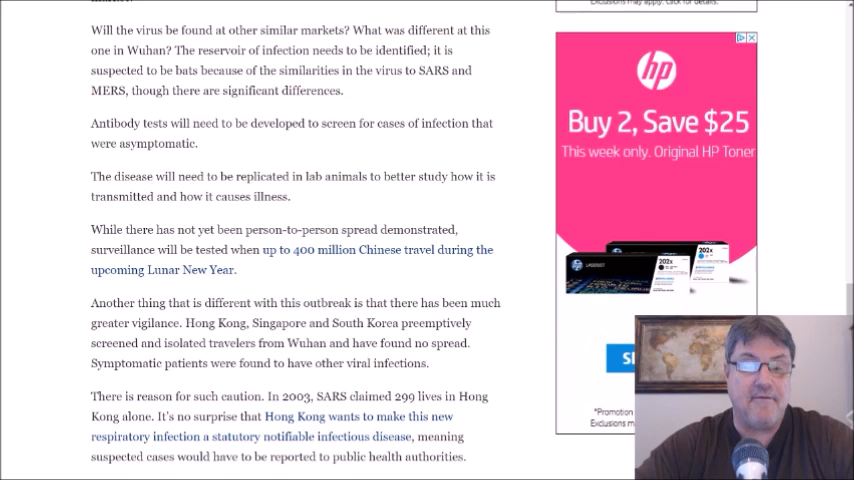 Will the virus be found at other similar markets? What was different at this
one in Wuhan? The reservoir of infection needs to be identified; it is
suspected to be bats because of the similarities in the virus to SARS and
MERS, though there are significant differences.
Antibody tests will need to be developed to screen for cases of infection that
were asymptomatic.
The disease will need to be replicated in lab animals to better study how it is
transmitted and how it causes illness.
While there has not yet been person-to-person spread demonstrated,
surveillance will be tested when up to 400 million Chinese travel during the
upcoming Lunar New Year.
Another thing that is different with this outbreak is that there has been much
greater vigilance. Hong Kong, Singapore and South Korea preemptively
screened and isolated travelers from Wuhan and have found no spread.
Symptomatic patients were found to have other viral infections.
There is reason for such caution. In 2003, SARS claimed 299 lives in Hong
Kong alone. It's no surprise that Hong Kong wants to make this new
respiratory infection a statutory notifiable infectious disease, meaning
suspected cases would have to be reported to public health authorities.
Exclusions may apply. Click for details.
hp
Buy 2, Save $25
This week only. Original HP Toner
202x
202x
*Promotion
Exclusions